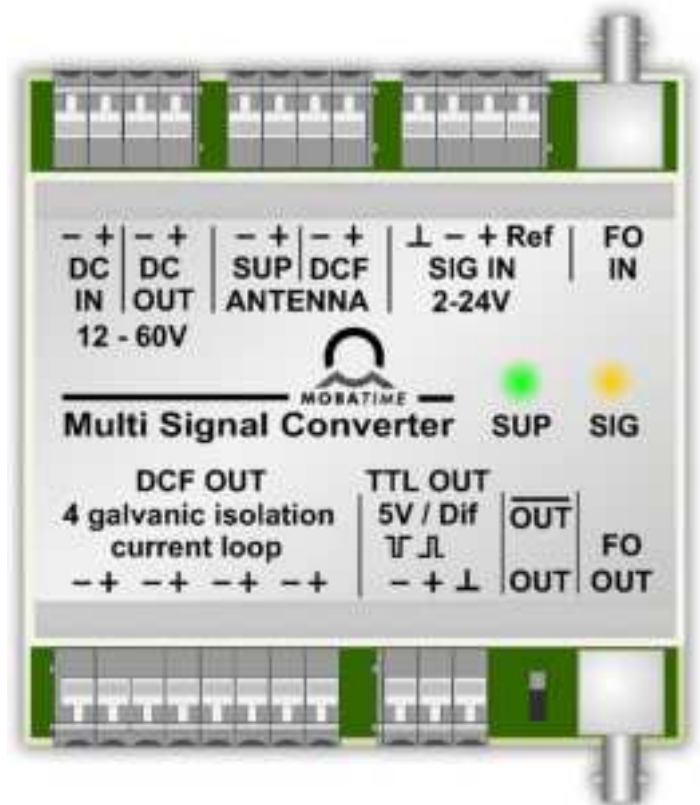 − + − + − + − + ⊥ − + Ref FO
DC DC SUP DCF SIG IN IN
IN OUT ANTENNA 2-24V
12 - 60V
MOBATIME
Multi Signal Converter SUP SIG
DCF OUT TTL OUT
4 galvanic isolation 5V / Dif O̅U̅T̅
current loop FO
− + − + − + − + − + ⊥ OUT OUT